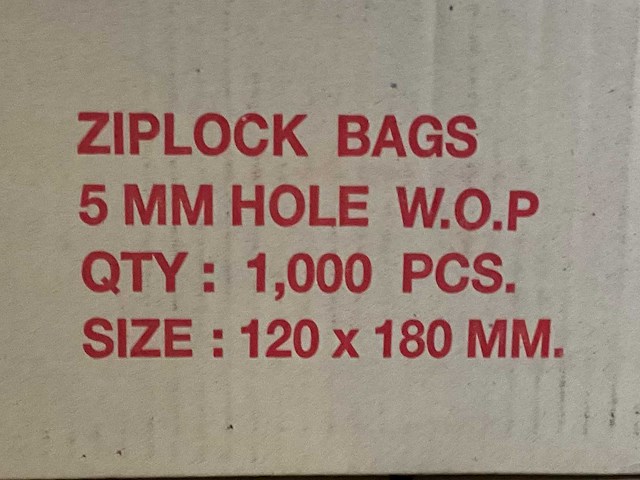 ZIPLOCK BAGS
5 MM HOLE W.O.P
QTY : 1,000 PCS.
SIZE : 120 x 180 MM.